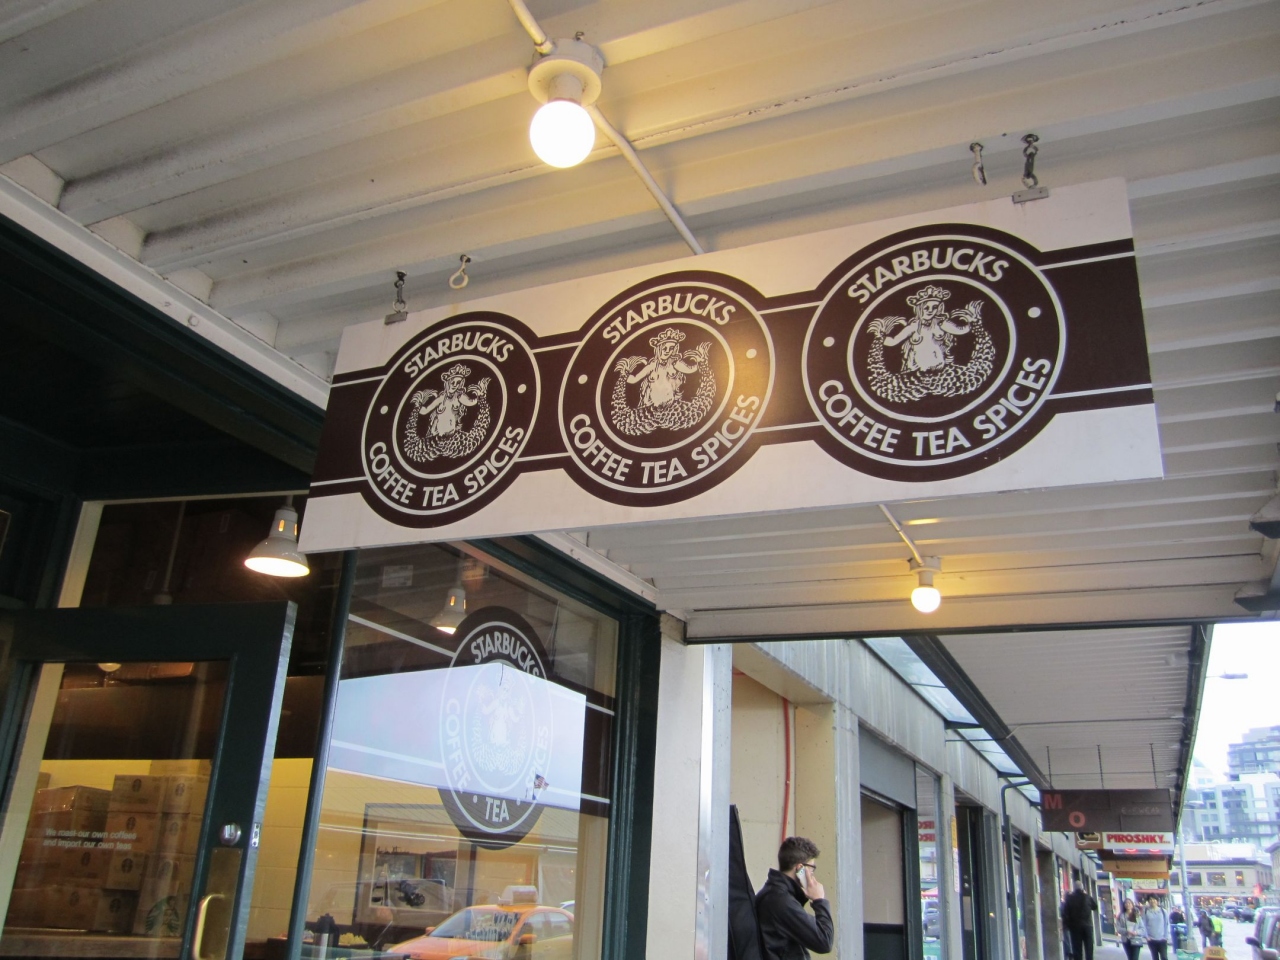 STARBUCKS
COFFEE TEA SPICES
STARBUCKS
COFFEE TEA SPICES
STARBUCKS
COFFEE TEA SPICES
STARBUCKS
COFFEE • TEA • SPICES
We roast our own coffees
and import our own teas
M
O
PIROSHKY